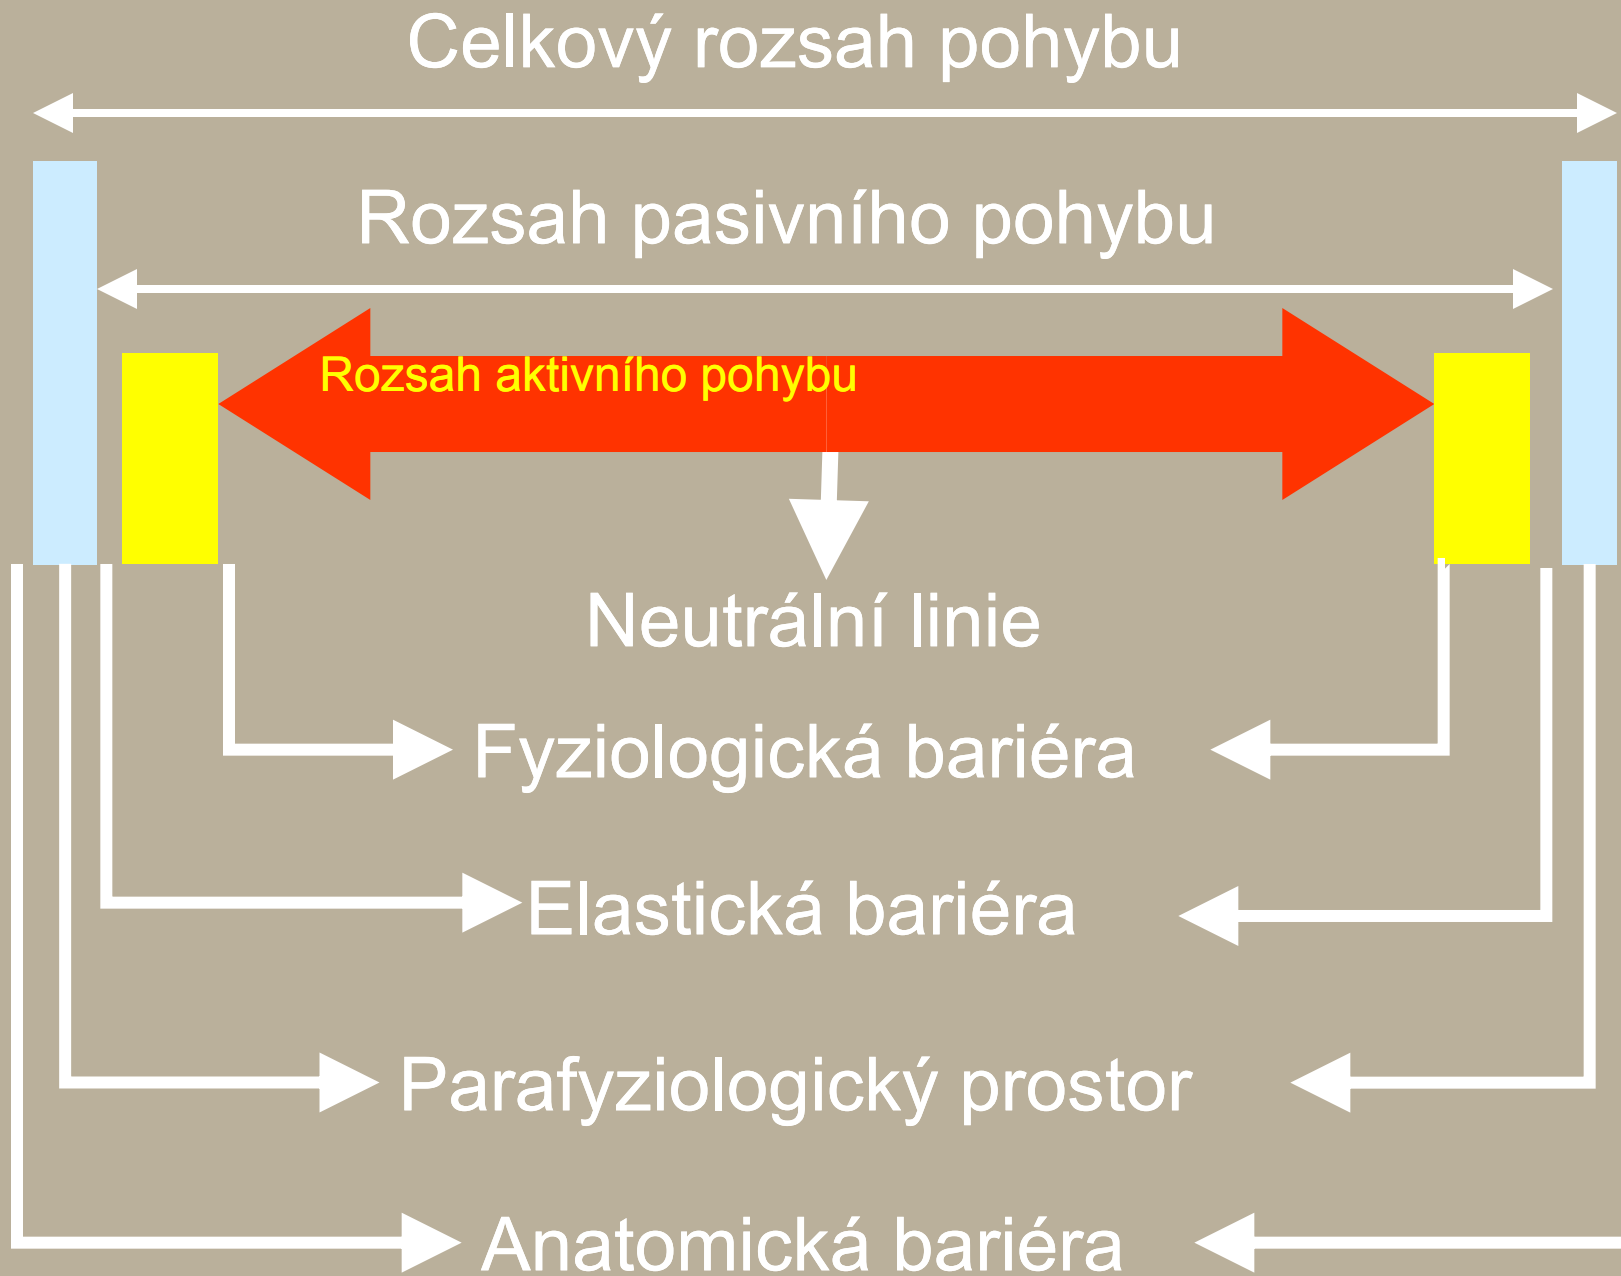 Celkový rozsah pohybu
Rozsah pasivního pohybu
Rozsah aktivního pohybu
Neutrální linie
Fyziologická bariéra
Elastická bariéra
Parafyziologický prostor
Anatomická bariéra